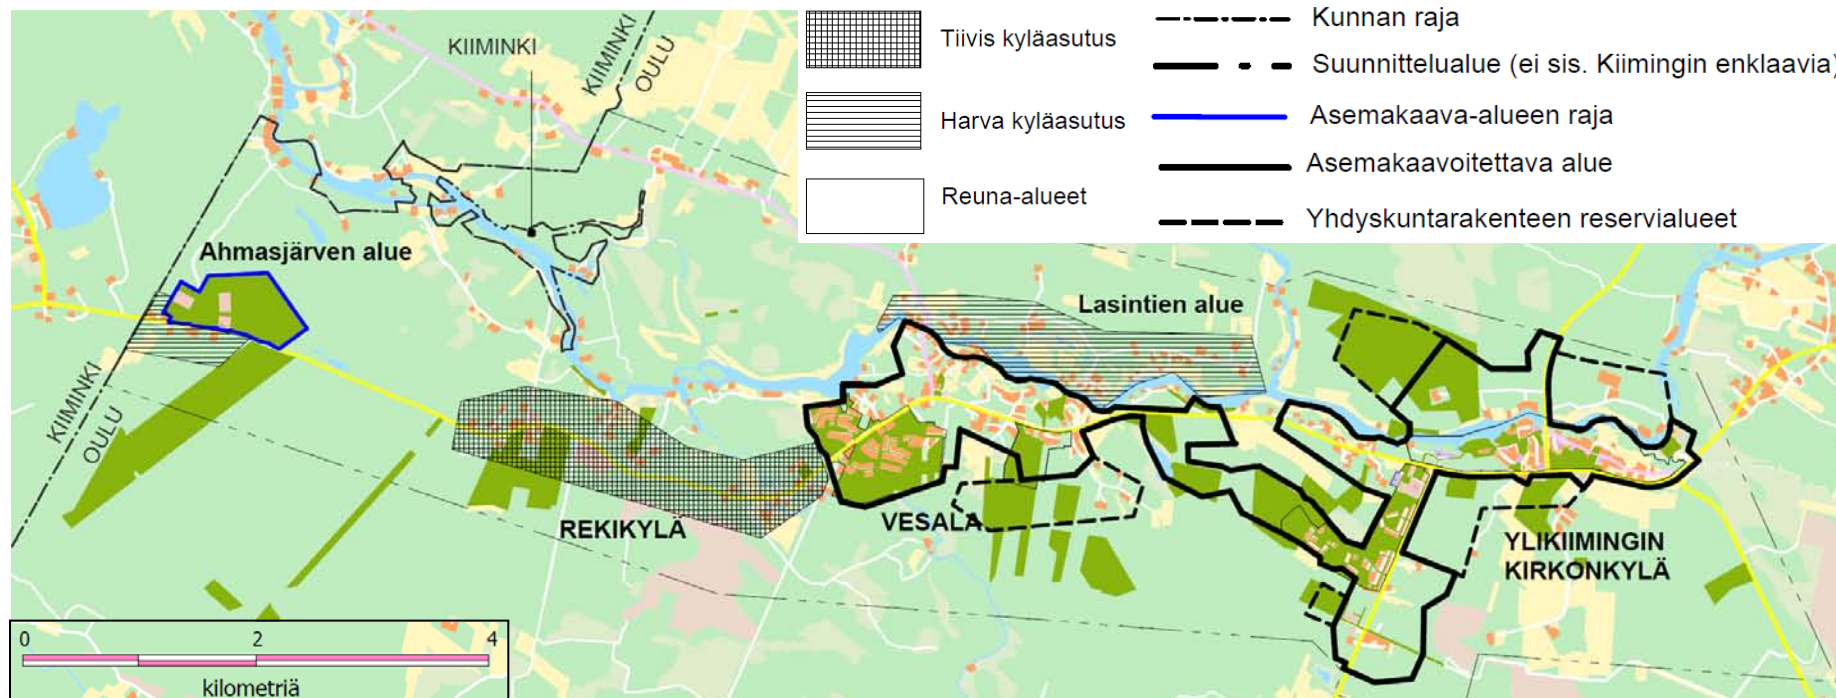 Tiivis kyläasutus
Harva kyläasutus
Reuna-alueet
Kunnan raja
Suunnittelualue (ei sis. Kiimingin enklaavia)
Asemakaava-alueen raja
Asemakaavoitettava alue
Yhdyskuntarakenteen reservialueet
KIIMINKI
KIIMINKI
OULU
Ahmasjärven alue
Lasintien alue
KIIMINKI
OULU
REKIKYLÄ
VESALA
YLIKIIMINGIN
KIRKONKYLÄ
0 2 4
kilometriä